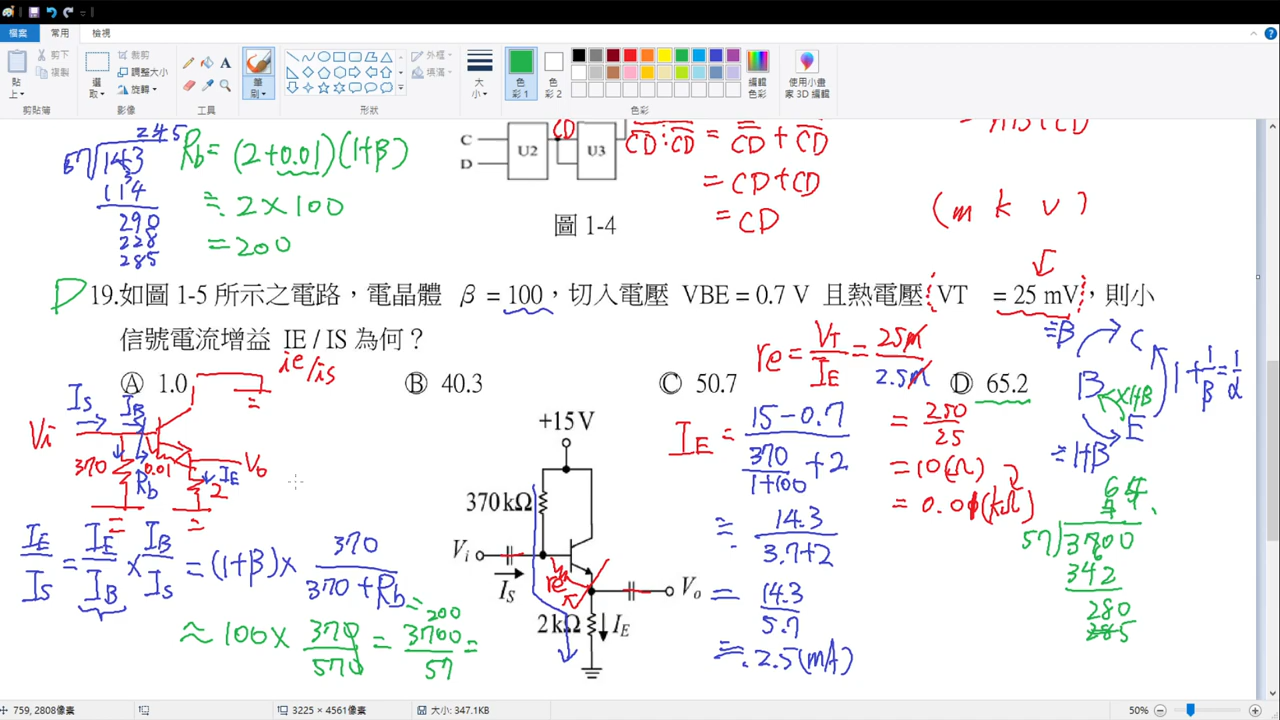 檔案 常用 檢視
貼上 剪下 複製 剪貼簿
選取 裁剪 調整大小 旋轉 影像
A 工具
筆刷
外框 填滿 形狀
大小
色彩 1 色彩 2 編輯色彩 色彩
使用小畫家 3D 編輯
245
57 143
114
290
228
285
Rb = (2+0.01)(1+β)
≒ 2×100
= 200
C
D
U2
CD
U3
CD·CD = CD + CD
= CD+CD
= CD
(m k v)
圖 1-4
D 19.如圖 1-5 所示之電路，電晶體 β = 100，切入電壓 VBE = 0.7 V 且熱電壓 VT = 25 mV，則小
信號電流增益 IE / IS 為何？
ie/is
Ⓐ 1.0 Ⓑ 40.3 Ⓒ 50.7 Ⓓ 65.2
Is
IB
Vi
370
0.01
Rb
IE
2
Vo
IE/Is = IE/IB × IB/Is = (1+β)× 370/(370+Rb)
=200
≈ 100× 370/570 = 3700/57 =
+15 V
370 kΩ
Vi
IS
re
Vo
2 kΩ
IE
re = VT/IE = 25m/2.5m
= 250/25
= 10(Ω)
= 0.01(kΩ)
IE = (15-0.7)/(370/(1+100) +2)
≒ 14.3/(3.7+2)
= 14.3/5.7
≒ 2.5(mA)
=β
C
B
×1+β
E
=1+β
1+1/β=1/α
64.
57 3700
342
280
285
759, 2808像素 3225 × 4561像素 大小: 347.1KB 50%